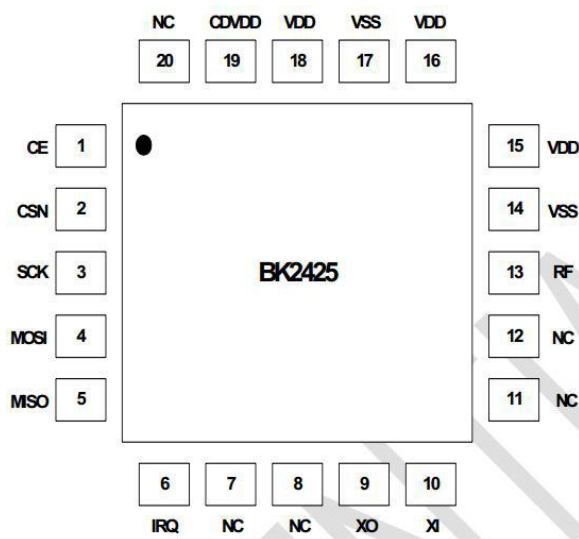 NC CDVDD VDD VSS VDD
20 19 18 17 16
CE 1 15 VDD
CSN 2 14 VSS
SCK 3 BK2425 13 RF
MOSI 4 12 NC
MISO 5 11 NC
6 7 8 9 10
IRQ NC NC XO XI